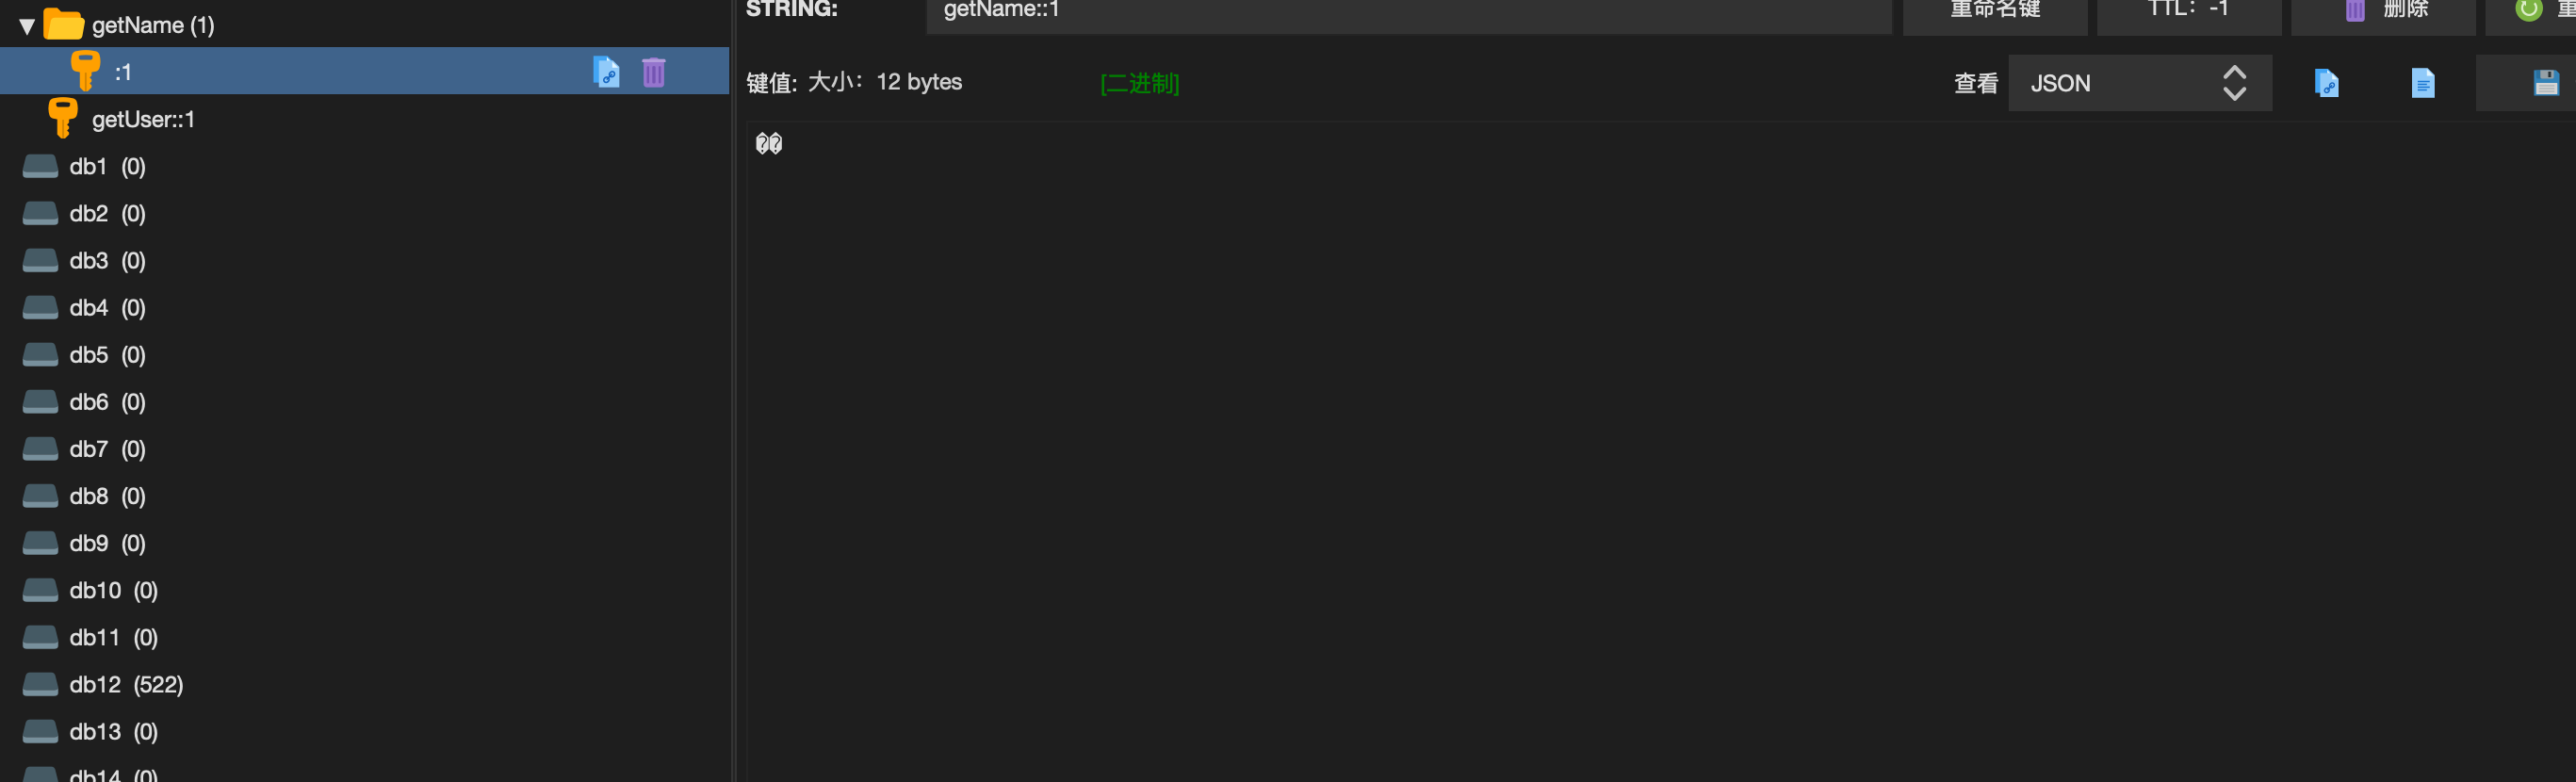 getName (1)
:1
getUser::1
db1 (0)
db2 (0)
db3 (0)
db4 (0)
db5 (0)
db6 (0)
db7 (0)
db8 (0)
db9 (0)
db10 (0)
db11 (0)
db12 (522)
db13 (0)
db14 (0)
STRING: getName::1 重命名键 TTL: -1 删除 重
键值: 大小: 12 bytes [二进制] 查看 JSON
��